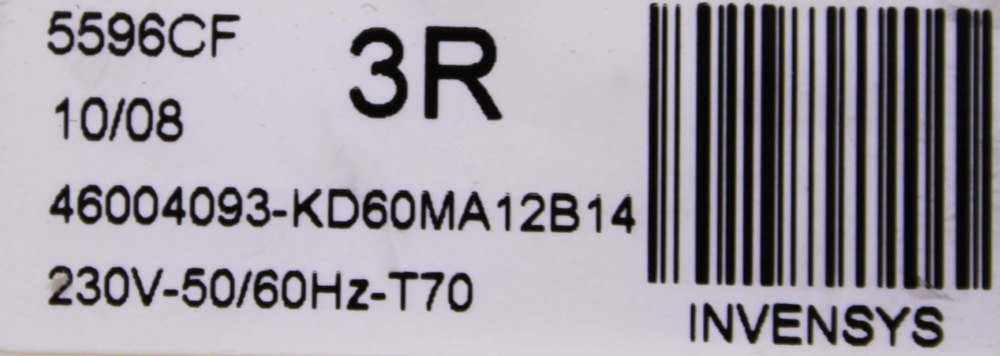 5596CF
3R
10/08
46004093-KD60MA12B14
230V-50/60Hz-T70
INVENSYS